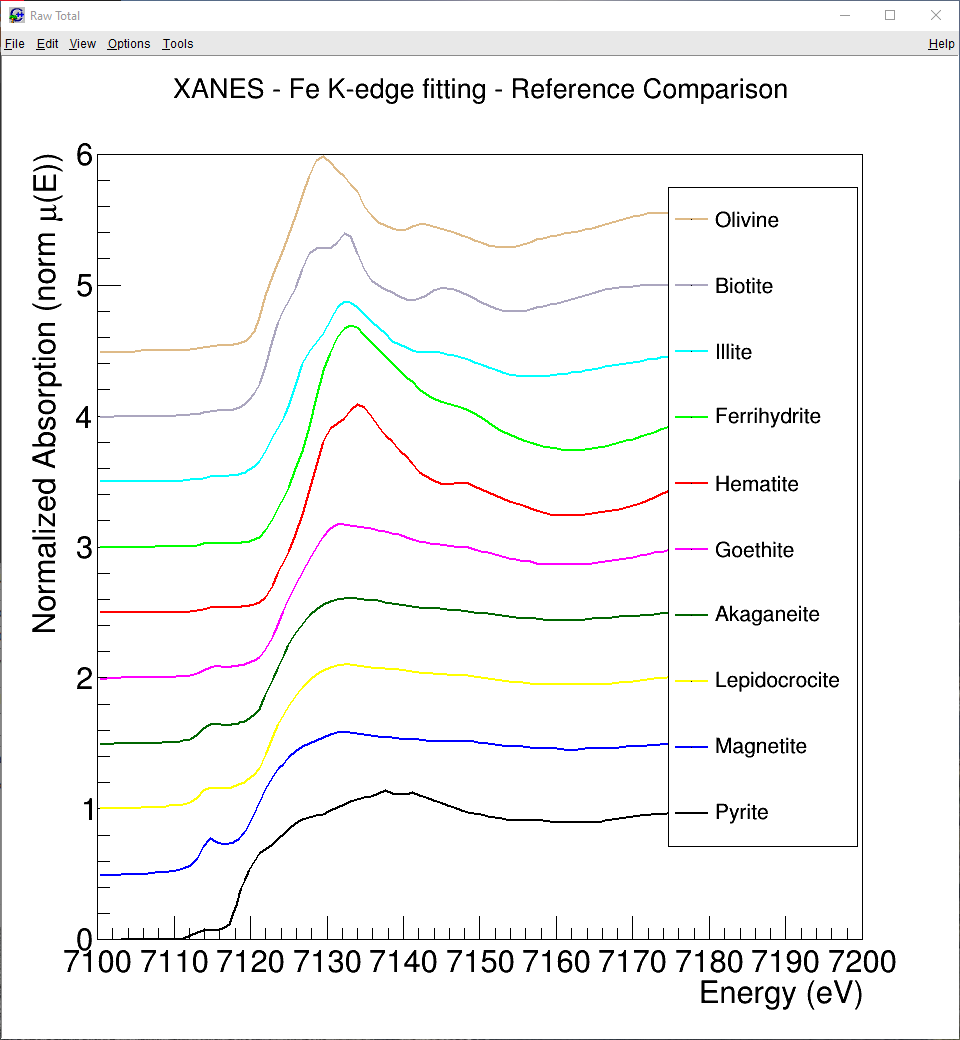 Raw Total
File Edit View Options Tools Help
XANES - Fe K-edge fitting - Reference Comparison
Normalized Absorption (norm μ(E))
6
5
4
3
2
1
0
Olivine
Biotite
Illite
Ferrihydrite
Hematite
Goethite
Akaganeite
Lepidocrocite
Magnetite
Pyrite
7100 7110 7120 7130 7140 7150 7160 7170 7180 7190 7200
Energy (eV)